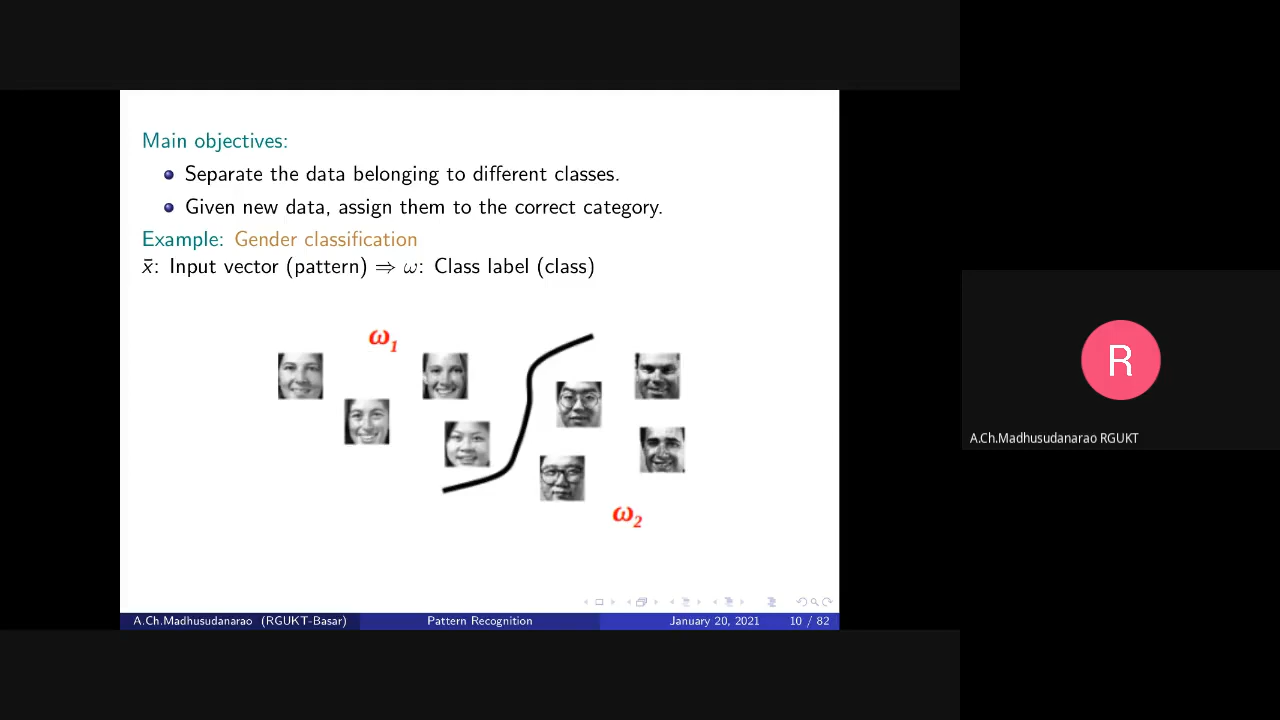 Main objectives:
Separate the data belonging to different classes.
Given new data, assign them to the correct category.
Example: Gender classification
x̄: Input vector (pattern) ⇒ ω: Class label (class)
ω₁
ω₂
A.Ch.Madhusudanarao (RGUKT-Basar) Pattern Recognition January 20, 2021 10 / 82
R
A.Ch.Madhusudanarao RGUKT